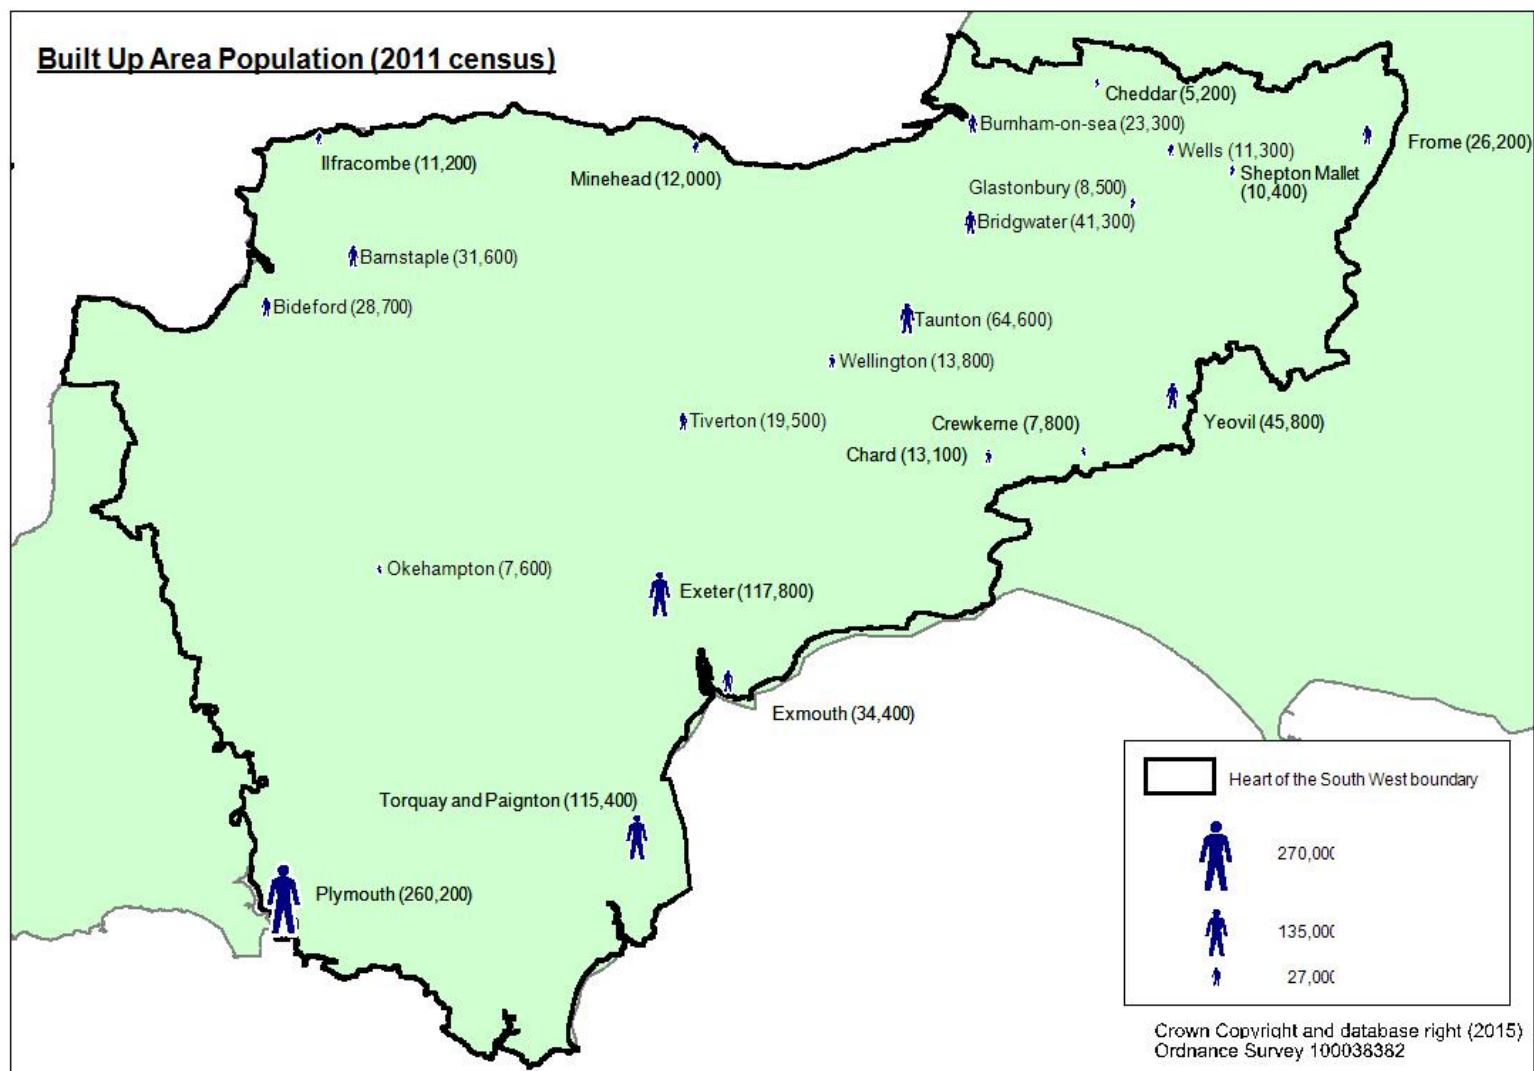 Built Up Area Population (2011 census)
Cheddar (5,200)
Burnham-on-sea (23,300)
Frome (26,200)
Wells (11,300)
Ilfracombe (11,200)
Minehead (12,000)
Shepton Mallet
(10,400)
Glastonbury (8,500)
Bridgwater (41,300)
Barnstaple (31,600)
Bideford (28,700)
Taunton (64,600)
Wellington (13,800)
Tiverton (19,500)
Crewkerne (7,800)
Yeovil (45,800)
Chard (13,100)
Okehampton (7,600)
Exeter (117,800)
Exmouth (34,400)
Torquay and Paignton (115,400)
Plymouth (260,200)
Heart of the South West boundary
270,000
135,000
27,000
Crown Copyright and database right (2015)
Ordnance Survey 100038382